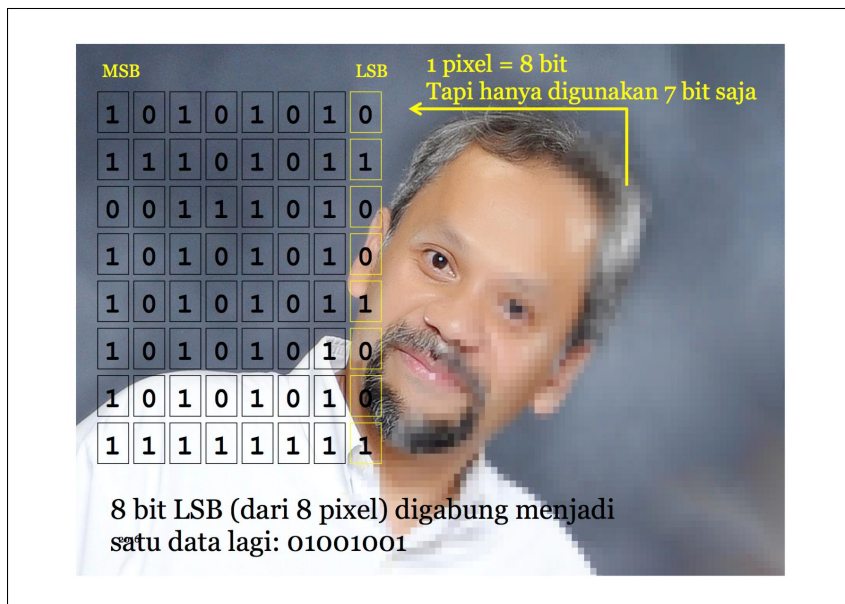 MSB LSB
1 pixel = 8 bit
Tapi hanya digunakan 7 bit saja
1 0 1 0 1 0 1 0
1 1 1 0 1 0 1 1
0 0 1 1 1 0 1 0
1 0 1 0 1 0 1 0
1 0 1 0 1 0 1 1
1 0 1 0 1 0 1 0
1 0 1 0 1 0 1 0
1 1 1 1 1 1 1 1
8 bit LSB (dari 8 pixel) digabung menjadi
satu data lagi: 01001001